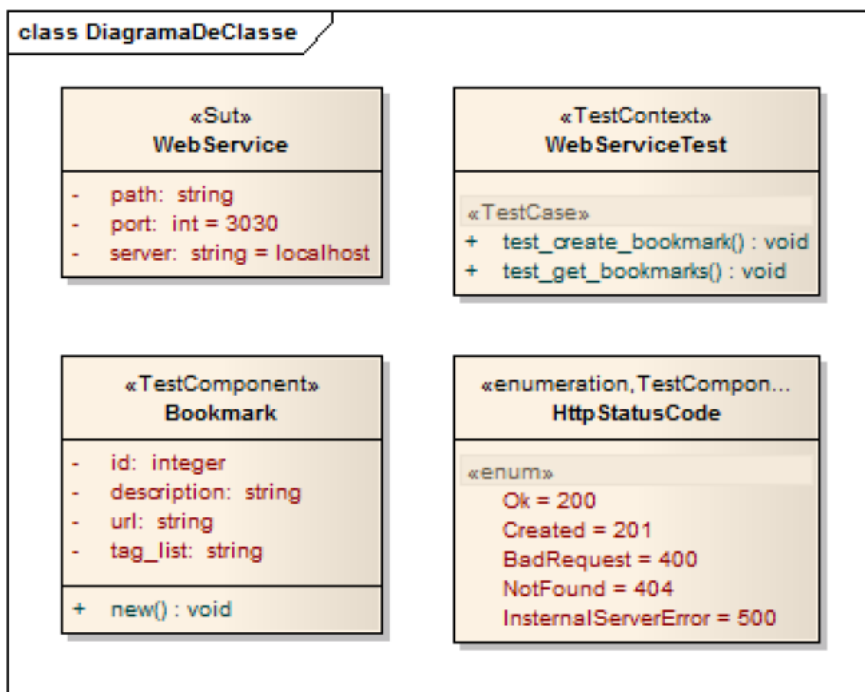 class DiagramaDeClasse
«Sut»
WebService
- path: string
- port: int = 3030
- server: string = localhost
«TestContext»
WebServiceTest
«TestCase»
+ test_create_bookmark() : void
+ test_get_bookmarks() : void
«TestComponent»
Bookmark
- id: integer
- description: string
- url: string
- tag_list: string
+ new() : void
«enumeration,TestCompon...
HttpStatusCode
«enum»
Ok = 200
Created = 201
BadRequest = 400
NotFound = 404
InsternalServerError = 500